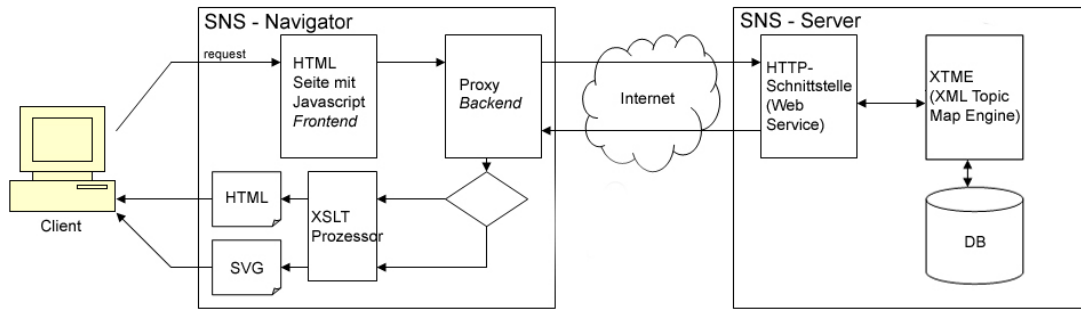 SNS - Navigator
request
HTML
Seite mit
Javascript
Frontend
Proxy
Backend
Internet
SNS - Server
HTTP-
Schnittstelle
(Web
Service)
XTME
(XML Topic
Map Engine)
Client
HTML
XSLT
Prozessor
SVG
DB